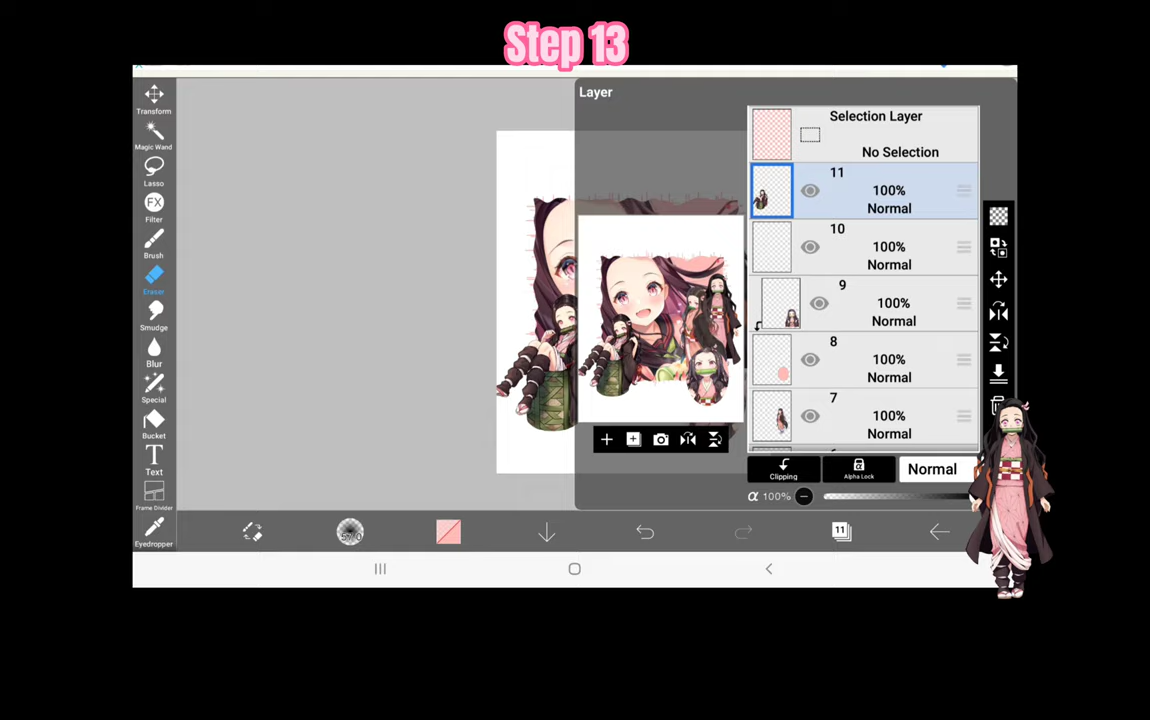 Step 13
Layer
Transform
Magic Wand
Lasso
FX
Filter
Brush
Eraser
Smudge
Blur
Special
Bucket
T
Text
Frame Divider
Eyedropper
Selection Layer
No Selection
11
100%
Normal
10
100%
Normal
9
100%
Normal
8
100%
Normal
7
100%
Normal
Clipping
α
Alpha Lock
Normal
α 100%
11